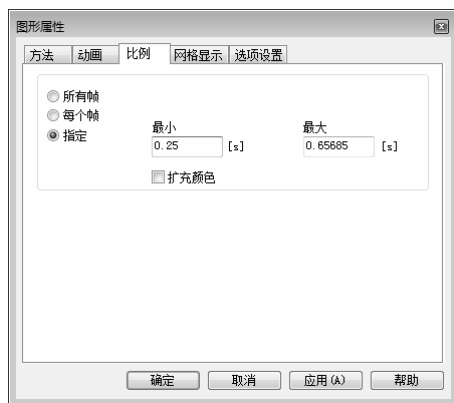 图形属性
方法 动画 比例 网格显示 选项设置
所有帧
每个帧
指定
最小 最大
0.25 [s] 0.65685 [s]
扩充颜色
确定 取消 应用(A) 帮助